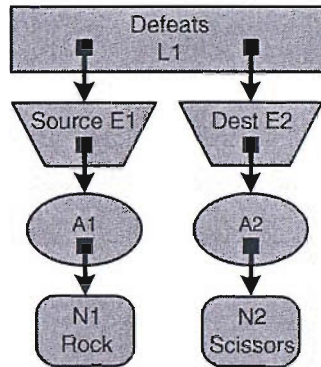 Defeats
L1
Source E1
Dest E2
A1
A2
N1
Rock
N2
Scissors